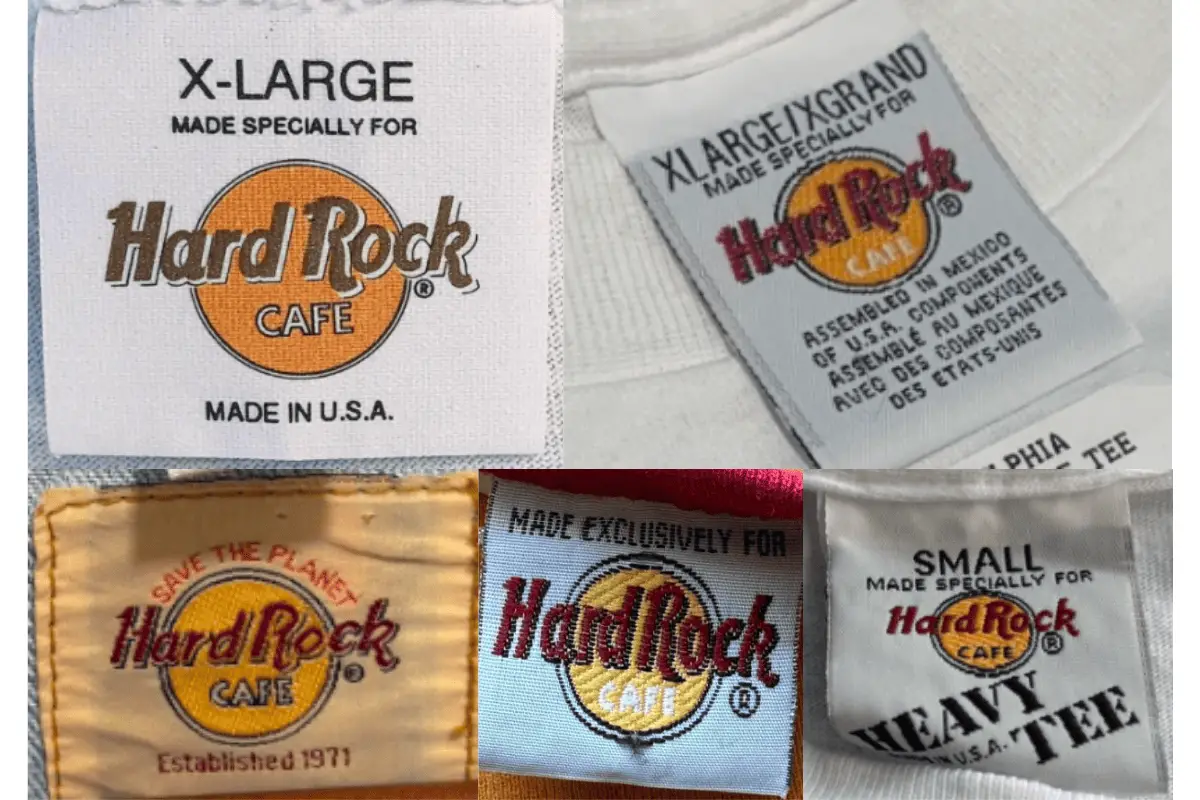 X-LARGE
MADE SPECIALLY FOR
Hard Rock
®
CAFE
MADE IN U.S.A.
XLARGE/XGRAND
MADE SPECIALLY FOR
Hard Rock
®
CAFE
ASSEMBLED IN MEXICO
OF U.S.A. COMPONENTS
ASSEMBLÉ AU MEXIQUE
AVEC DES COMPOSANTES
DES ETATS-UNIS
TEE
SAVE THE PLANET
Hard Rock
®
CAFE
Established 1971
MADE EXCLUSIVELY FOR
Hard Rock
CAFE
®
SMALL
MADE SPECIALLY FOR
Hard Rock
CAFE ®
HEAVY
U.S.A. TEE